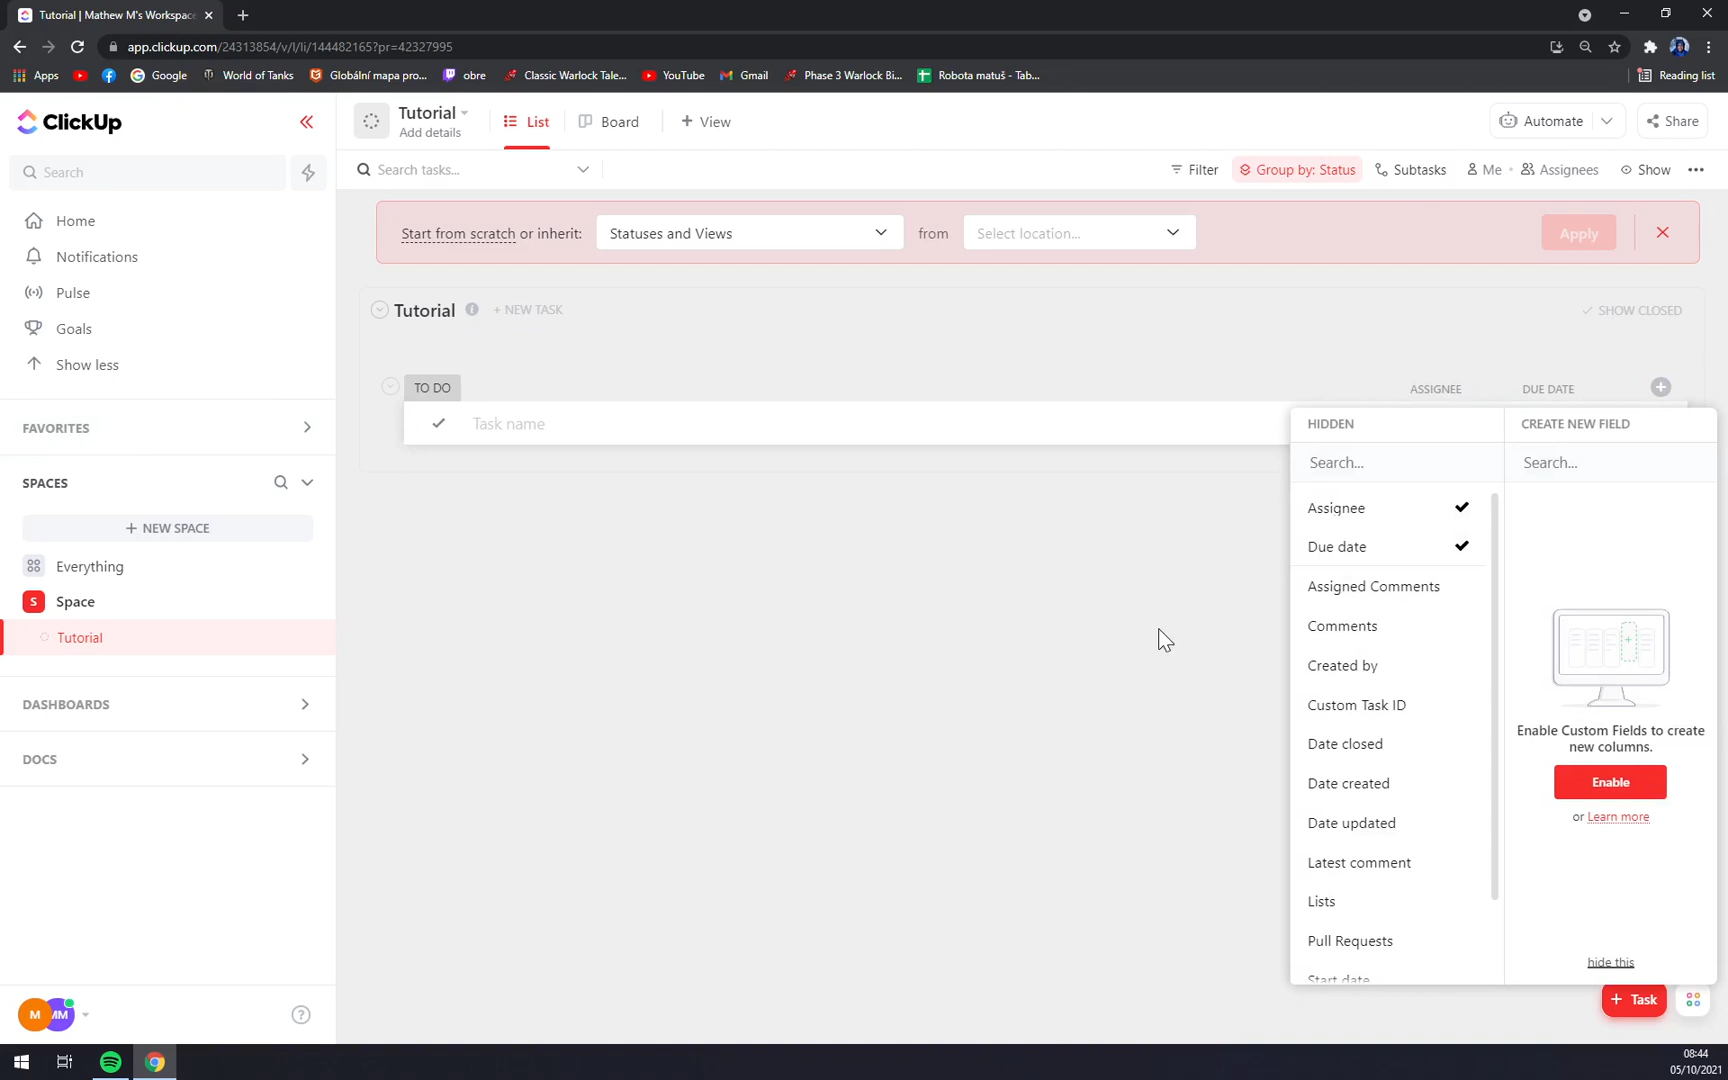 Tutorial | Mathew M's Workspace
app.clickup.com/24313854/v/l/li/144482165?pr=42327995
Apps
Google
World of Tanks
Globální mapa pro...
obre
Classic Warlock Tale...
YouTube
Gmail
Phase 3 Warlock Bi...
Robota matuš - Tab...
Reading list
ClickUp
Search
Home
Notifications
Pulse
Goals
Show less
FAVORITES
SPACES
+ NEW SPACE
Everything
S Space
Tutorial
DASHBOARDS
DOCS
M MM
Tutorial
Add details
List
Board
+ View
Automate
Share
Search tasks...
Filter
Group by: Status
Subtasks
Me
Assignees
Show
Start from scratch or inherit:
Statuses and Views
from
Select location...
Apply
Tutorial
+ NEW TASK
SHOW CLOSED
TO DO
ASSIGNEE
DUE DATE
Task name
HIDDEN
Search...
Assignee
Due date
Assigned Comments
Comments
Created by
Custom Task ID
Date closed
Date created
Date updated
Latest comment
Lists
Pull Requests
Start date
CREATE NEW FIELD
Search...
Enable Custom Fields to create
new columns.
Enable
or Learn more
hide this
+ Task
08:44
05/10/2021